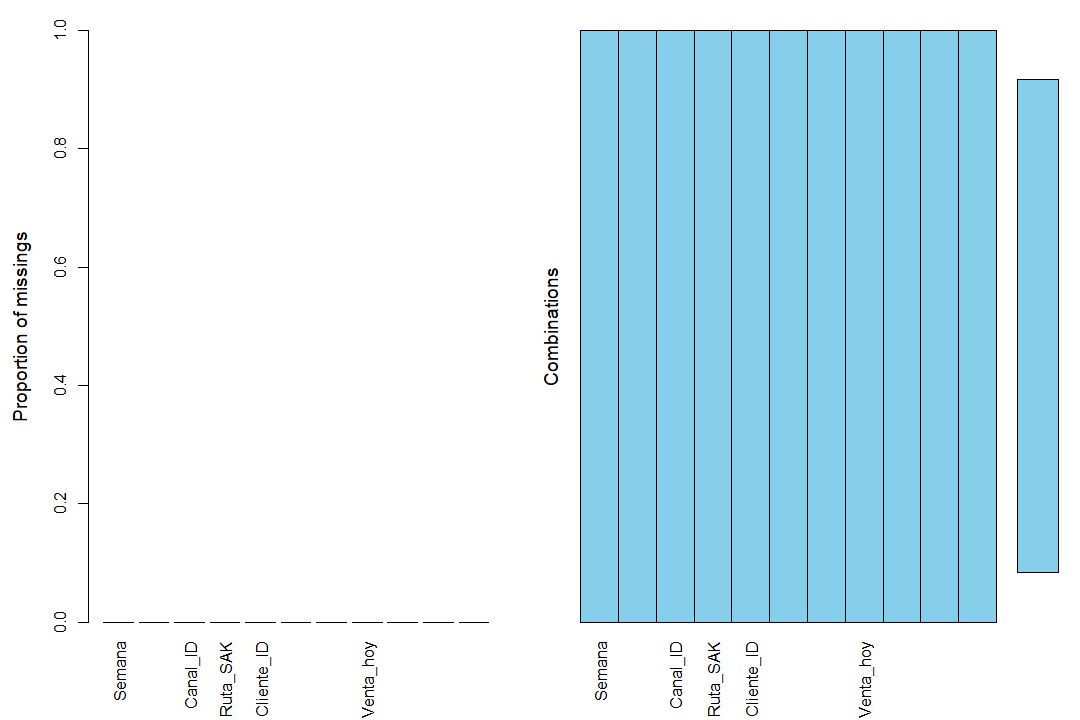 Proportion of missings
1.0
0.8
0.6
0.4
0.2
0.0
Semana
Canal_ID
Ruta_SAK
Cliente_ID
Venta_hoy
Combinations
Semana
Canal_ID
Ruta_SAK
Cliente_ID
Venta_hoy